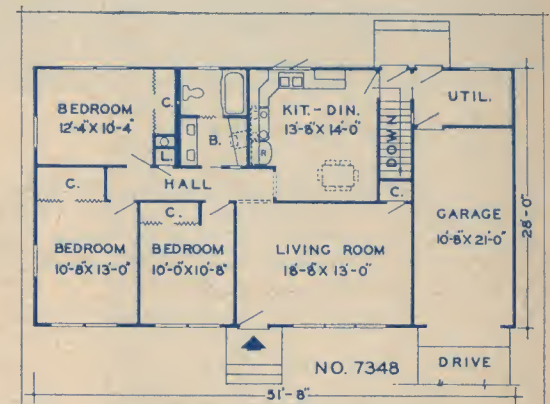 BEDROOM
12'-4" X 10'-4"
C.
L.
B.
KIT.-DIN.
13'-8" X 14'-0"
R
DOWN
UTIL.
C.
HALL
C.
C.
BEDROOM
10'-8" X 13'-0"
BEDROOM
10'-0" X 10'-8"
LIVING ROOM
18'-8" X 13'-0"
GARAGE
10'-8" X 21'-0"
28'-0"
NO. 7348
DRIVE
51'-8"